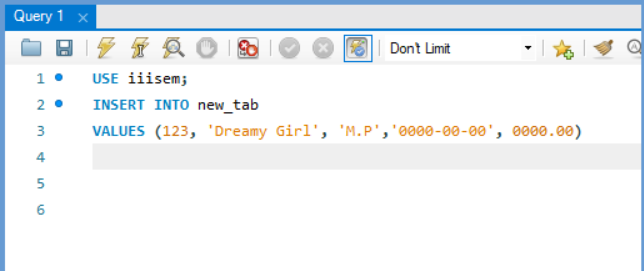 Query 1
Don't Limit
1 USE iiisem;
2 INSERT INTO new_tab
3 VALUES (123, 'Dreamy Girl', 'M.P','0000-00-00', 0000.00)
4
5
6